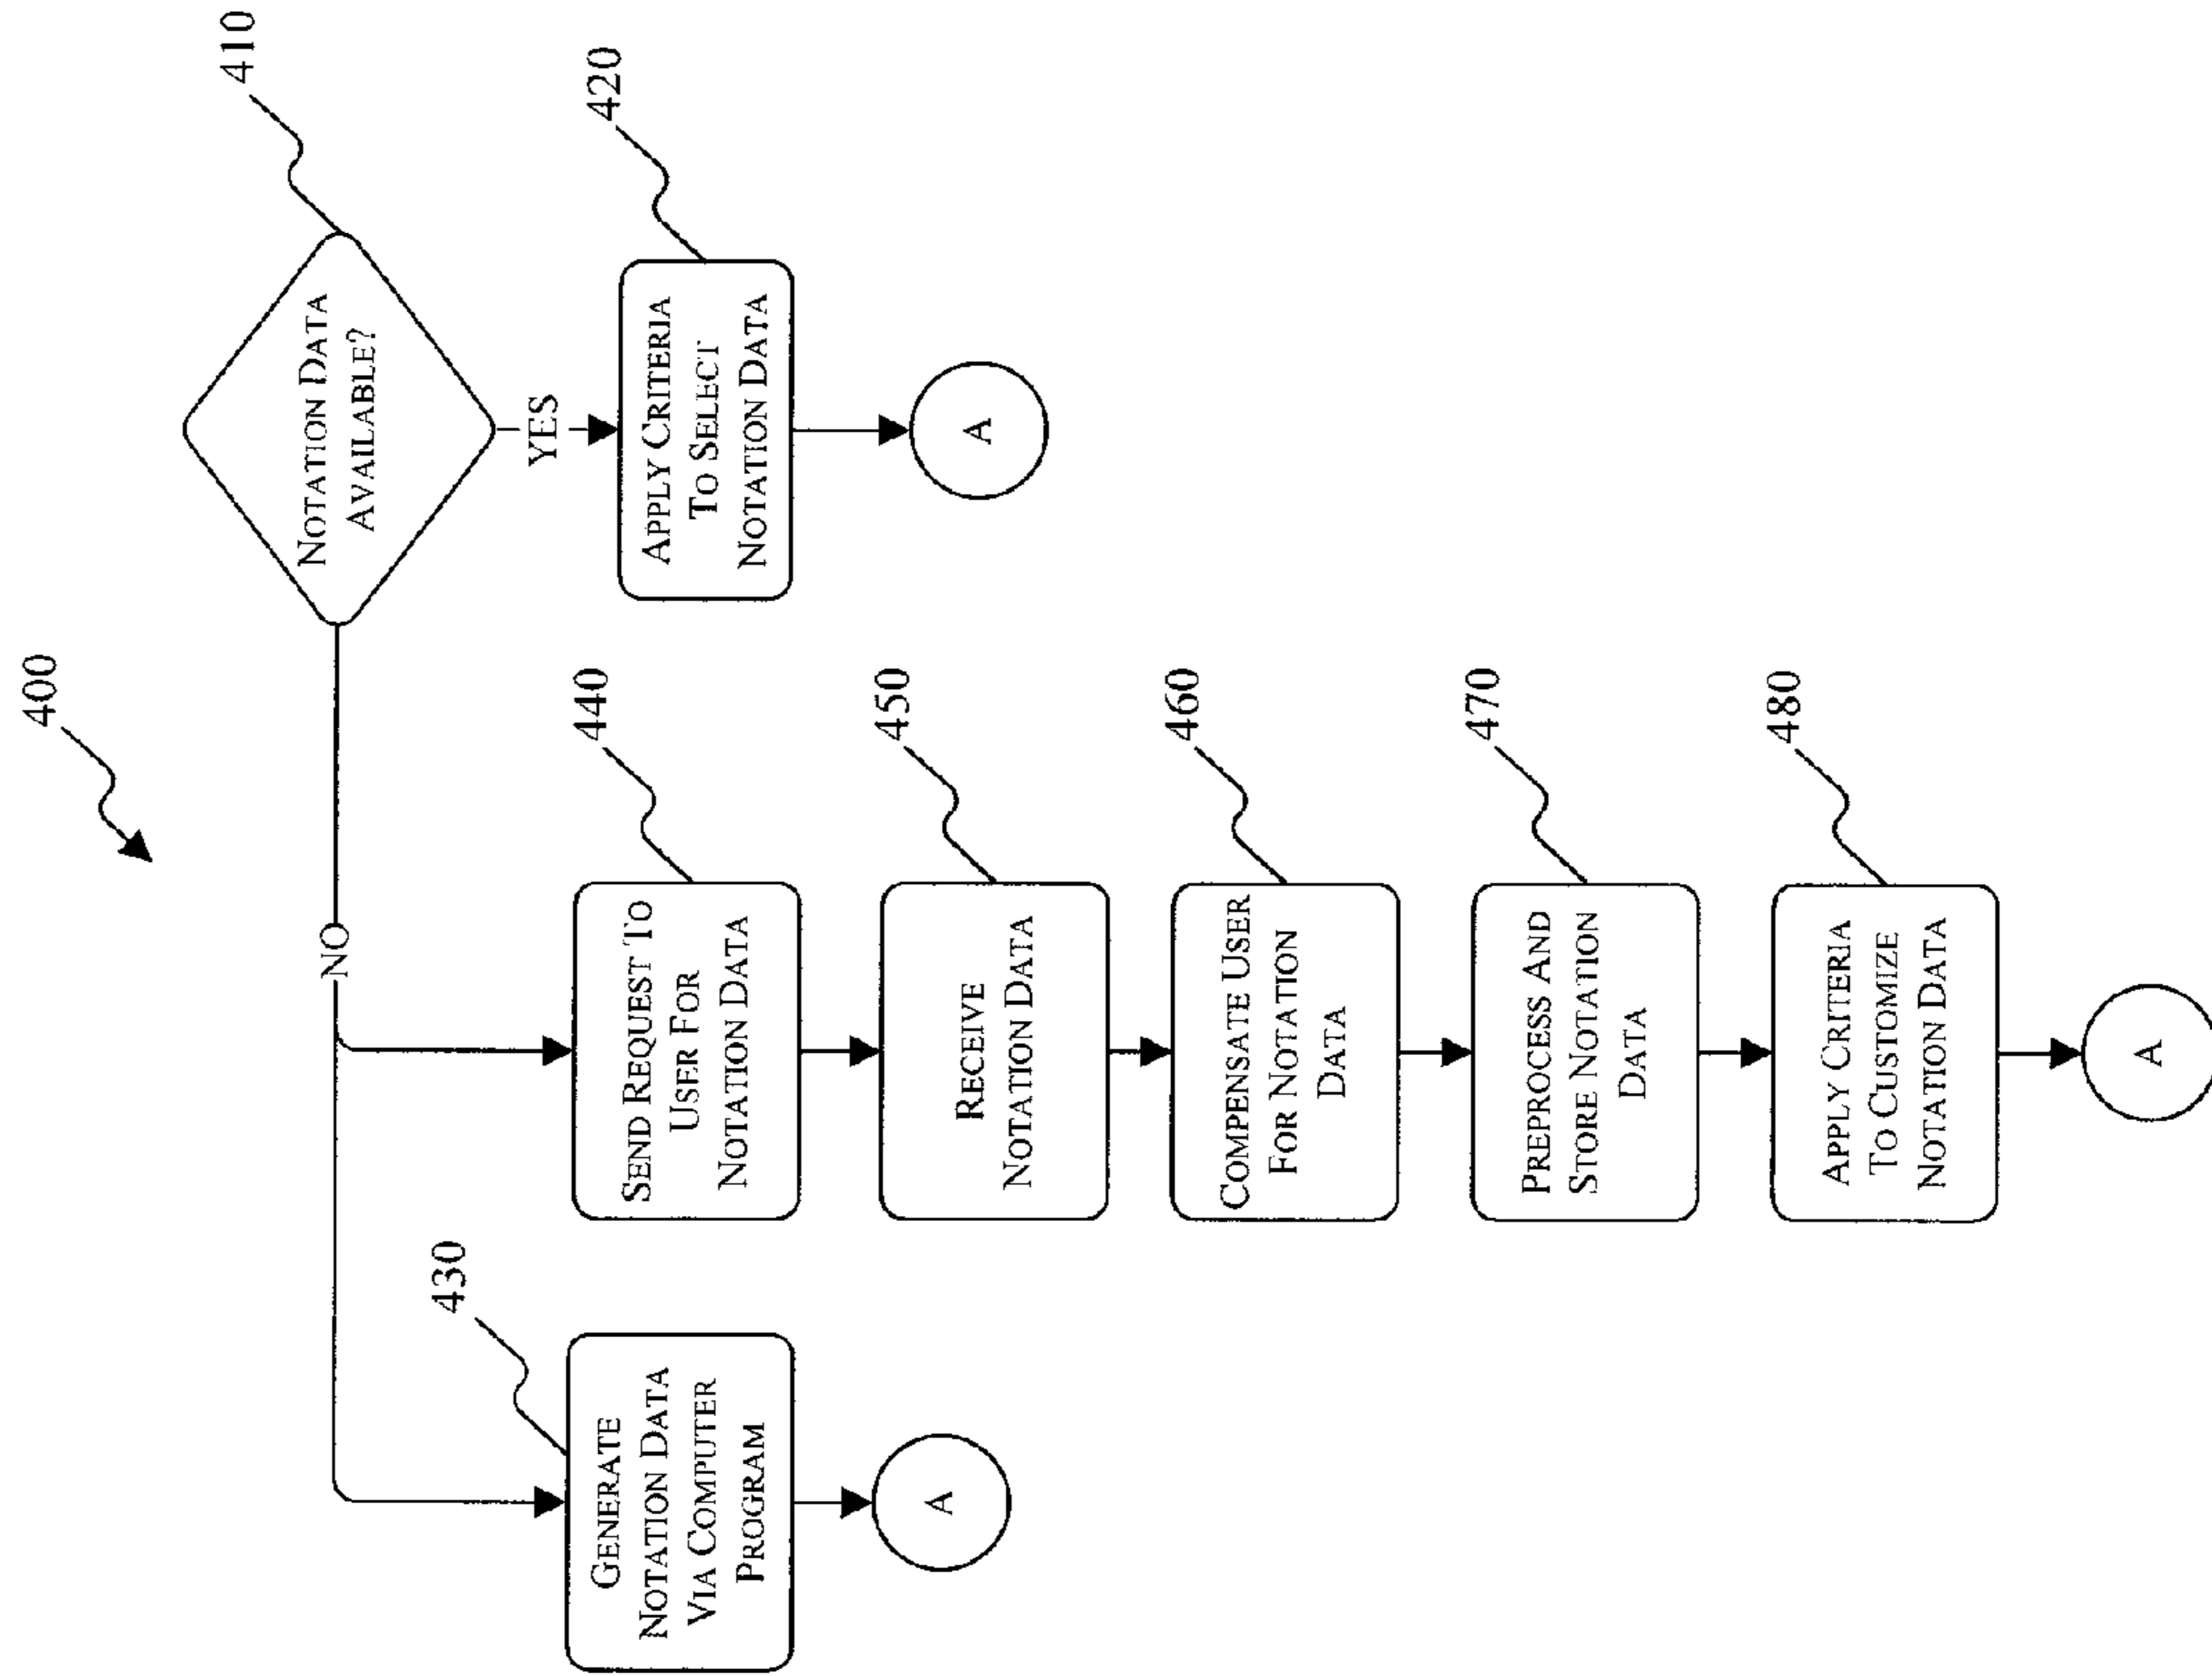 400
410
NOTATION DATA
AVAILABLE?
NO
YES
420
APPLY CRITERIA
TO SELECT
NOTATION DATA
A
430
GENERATE
NOTATION DATA
VIA COMPUTER
PROGRAM
A
440
SEND REQUEST TO
USER FOR
NOTATION DATA
450
RECEIVE
NOTATION DATA
460
COMPENSATE USER
FOR NOTATION
DATA
470
PREPROCESS AND
STORE NOTATION
DATA
480
APPLY CRITERIA
TO CUSTOMIZE
NOTATION DATA
A